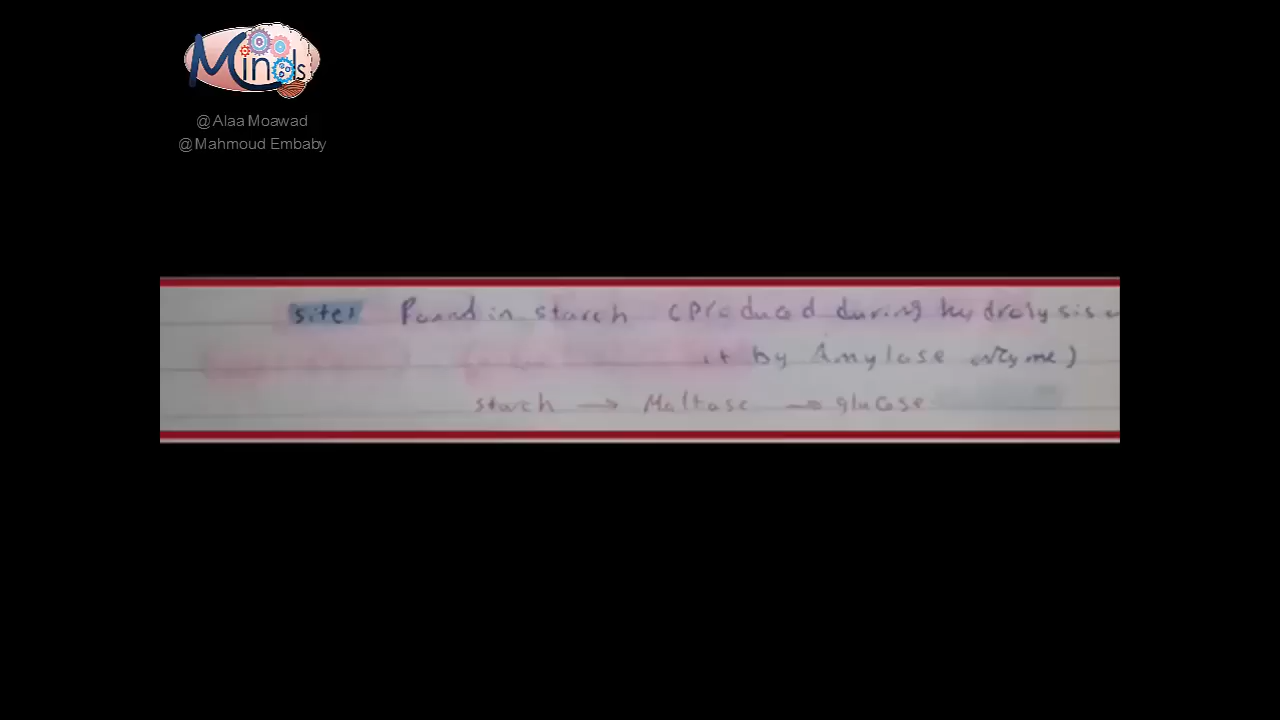 Minds
@Alaa Moawad
@Mahmoud Embaby
site: Found in starch (Produced during hydrolysis
it by Amylase enzyme)
starch → Maltose → glucose